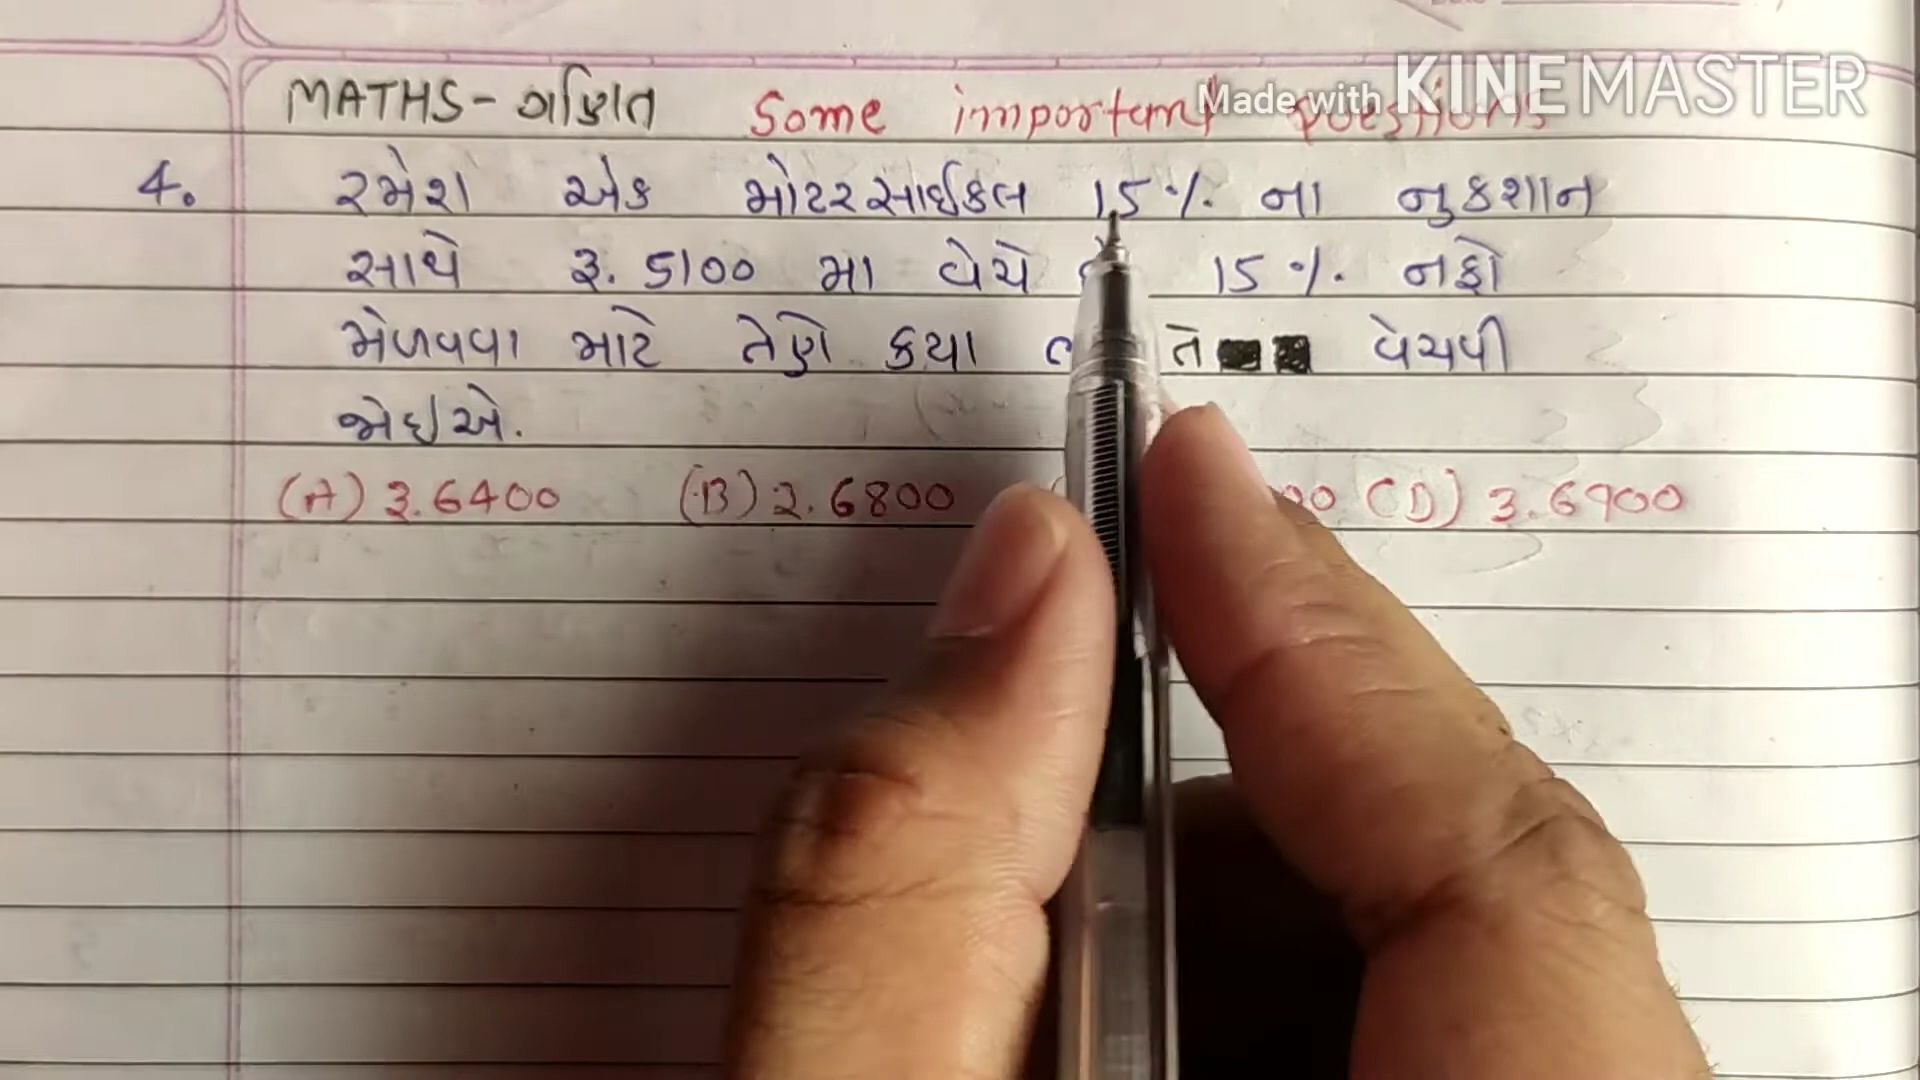 MATHS - ગણિત Some important questions
Made with KINEMASTER
4. રમેશ એક મોટરસાઈકલ 15% ના નુકશાન
સાથે રૂ. 5100 મા વેચે 15% નફો
મેળવવા માટે તેણે કયા વેચવી
જોઈએ.
(A) રૂ.6400 (B) રૂ.6800 (D) રૂ.6900